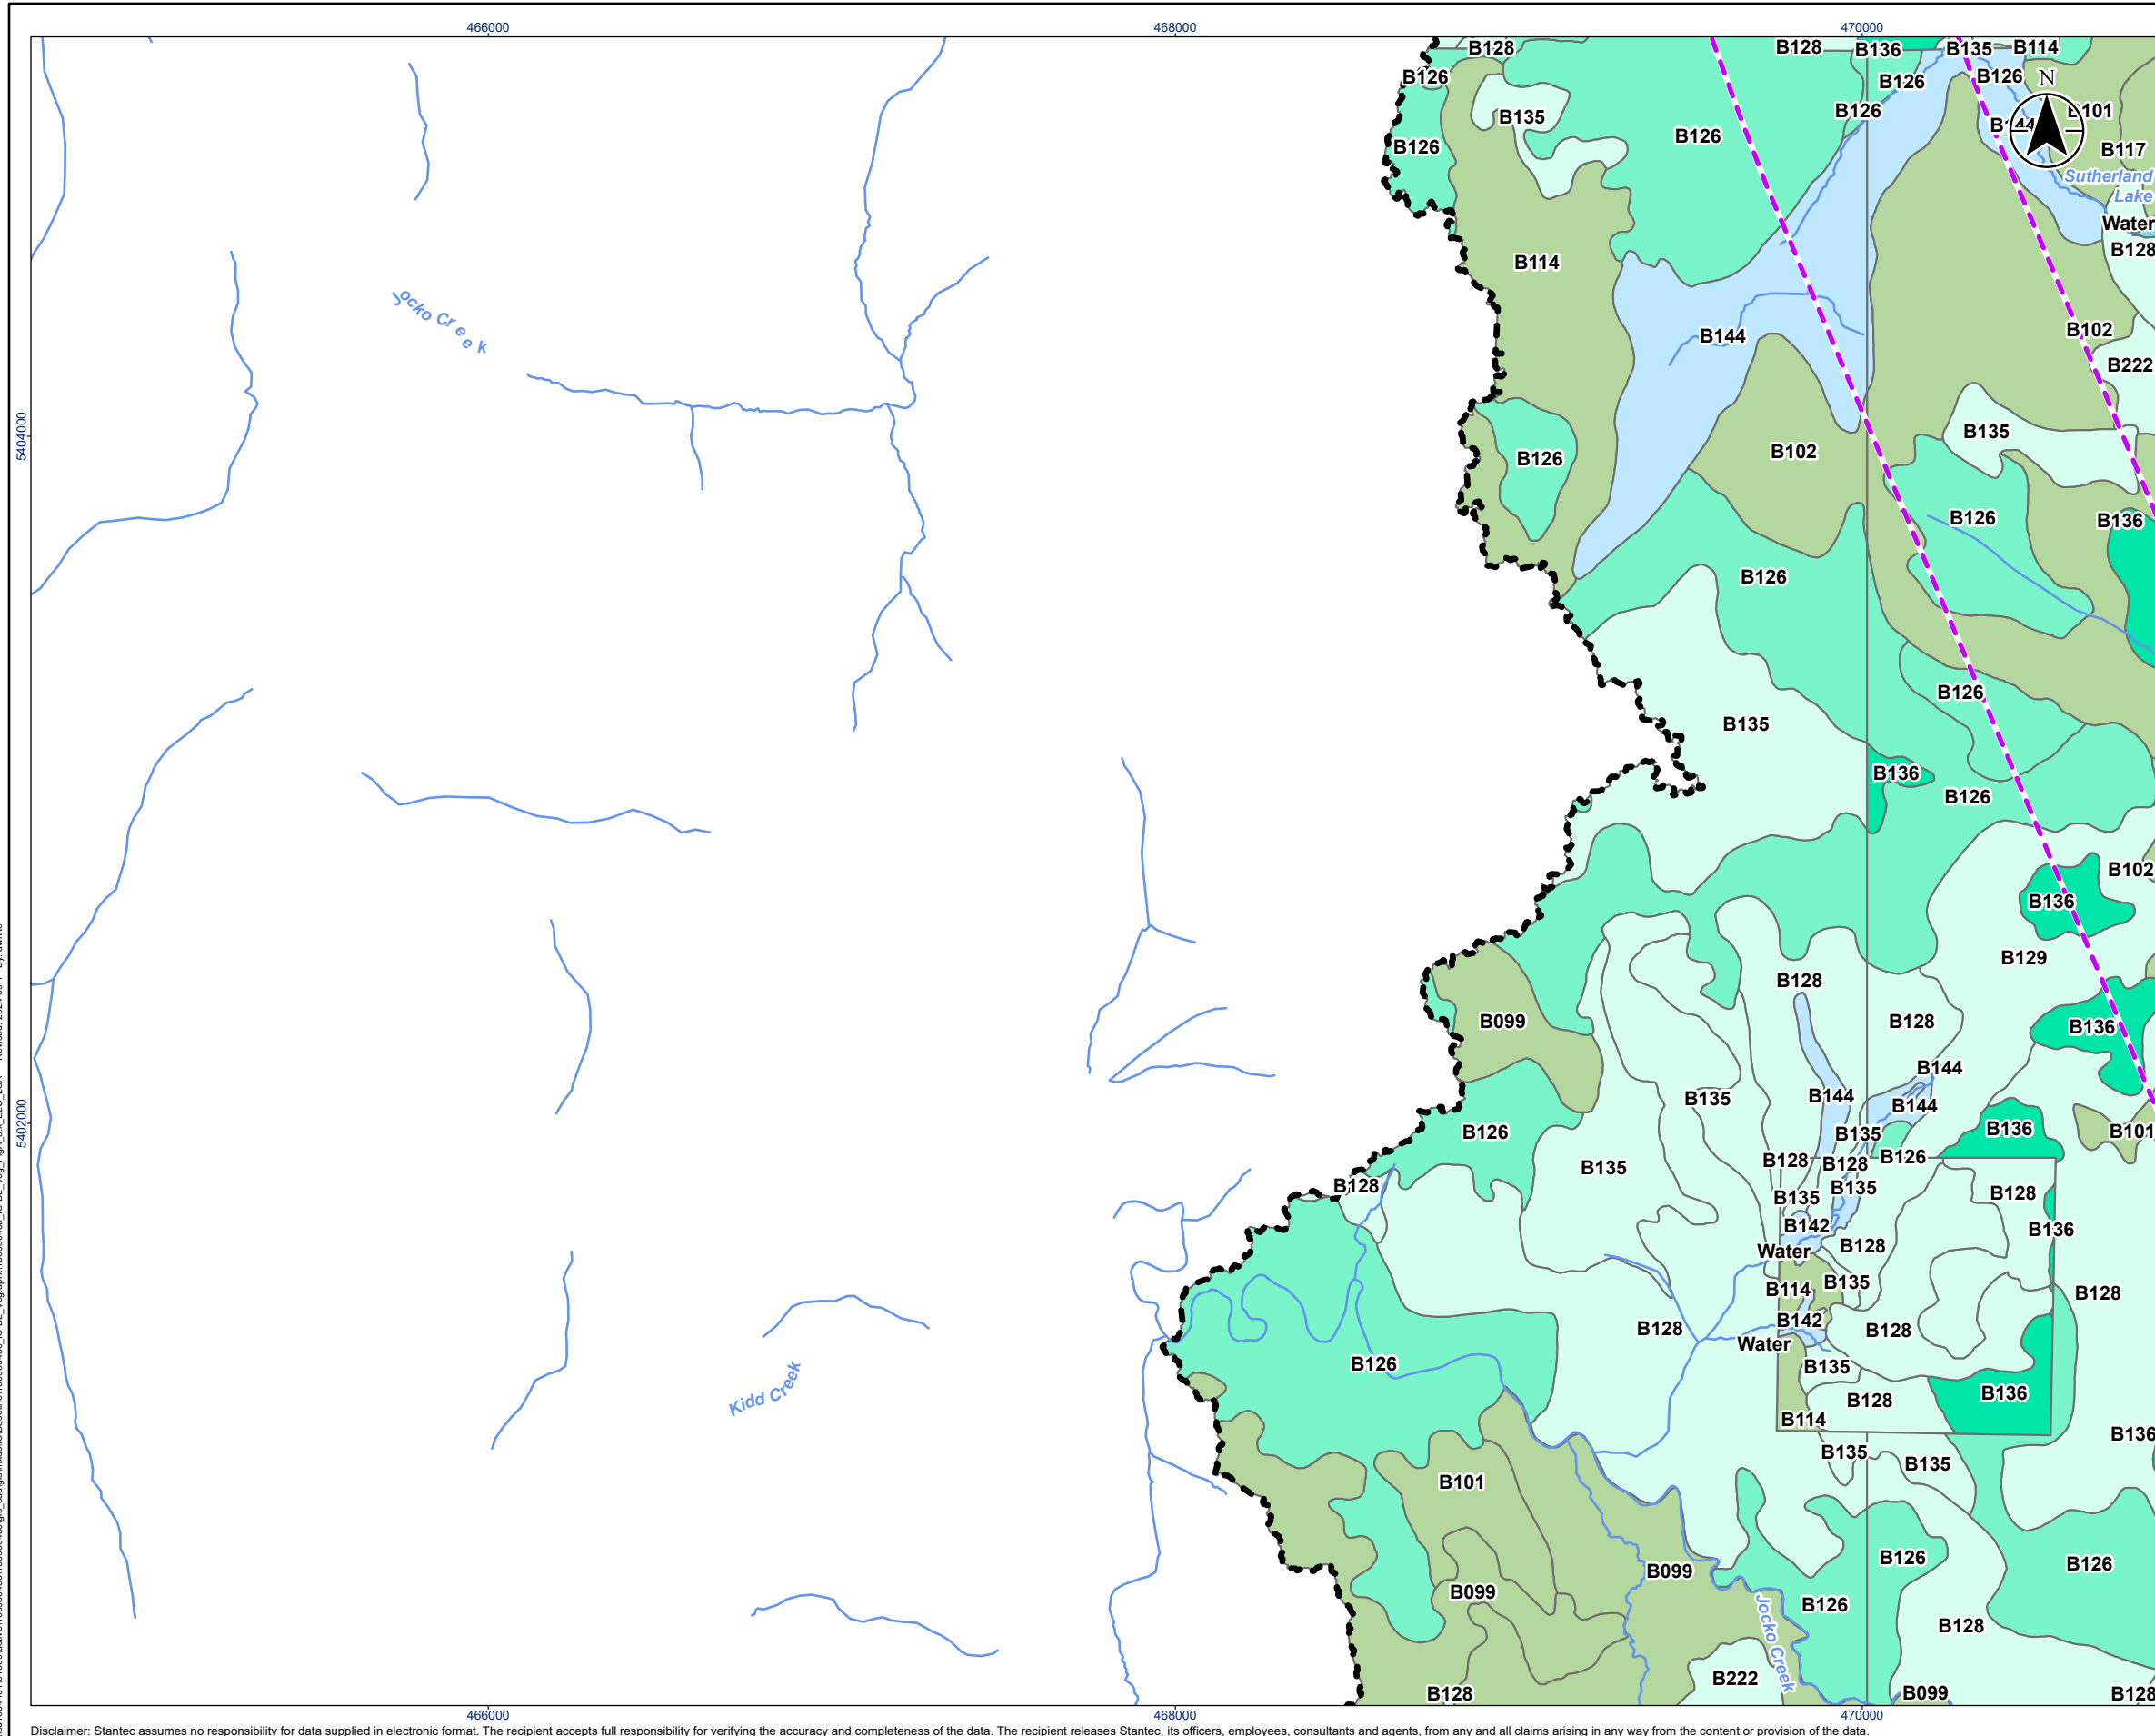 466000 468000 470000
B128 B128 B136 B135 B114
B126 B126 B126
B135 B126 B101
B126 B126 B144
B117
N
Sutherland
Lake
Water
B128
B114
Jocko Creek
B144 B102
B222
5404000
B102 B135
B126
B126 B136
B126
B126
B135
B136
B126
B102
B136
B129
B128
B099 B128
B136
B144
B135 B144 B144
5402000
B126 B135 B136 B101
B135 B128 B128 B126
B128 B135 B135 B128
B142 B136
Water B128
B114 B135 B128
B142
B128 B128
Water
B126 B135
Kidd Creek
B128 B136
B114
B136
B135 B135
B101
B126 B126
B099
B099
B126
Jocko Creek
B128
B222
B128 B099 B128
466000 468000 470000
Disclaimer: Stantec assumes no responsibility for data supplied in electronic format. The recipient accepts full responsibility for verifying the accuracy and completeness of the data. The recipient releases Stantec, its officers, employees, consultants and agents, from any and all claims arising in any way from the content or provision of the data.